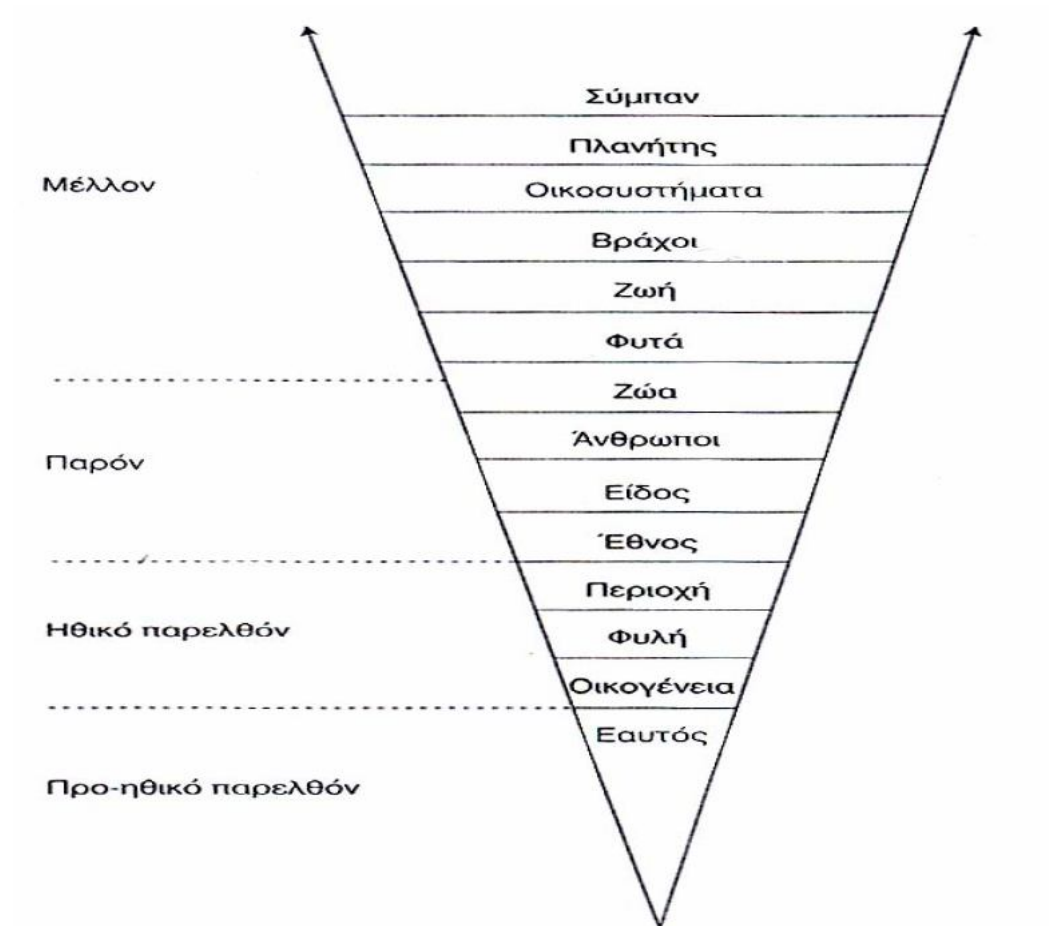 Σύμπαν
Πλανήτης
Μέλλον
Οικοσυστήματα
Βράχοι
Ζωή
Φυτά
Ζώα
Άνθρωποι
Παρόν
Είδος
Έθνος
Περιοχή
Ηθικό παρελθόν
Φυλή
Οικογένεια
Εαυτός
Προ-ηθικό παρελθόν